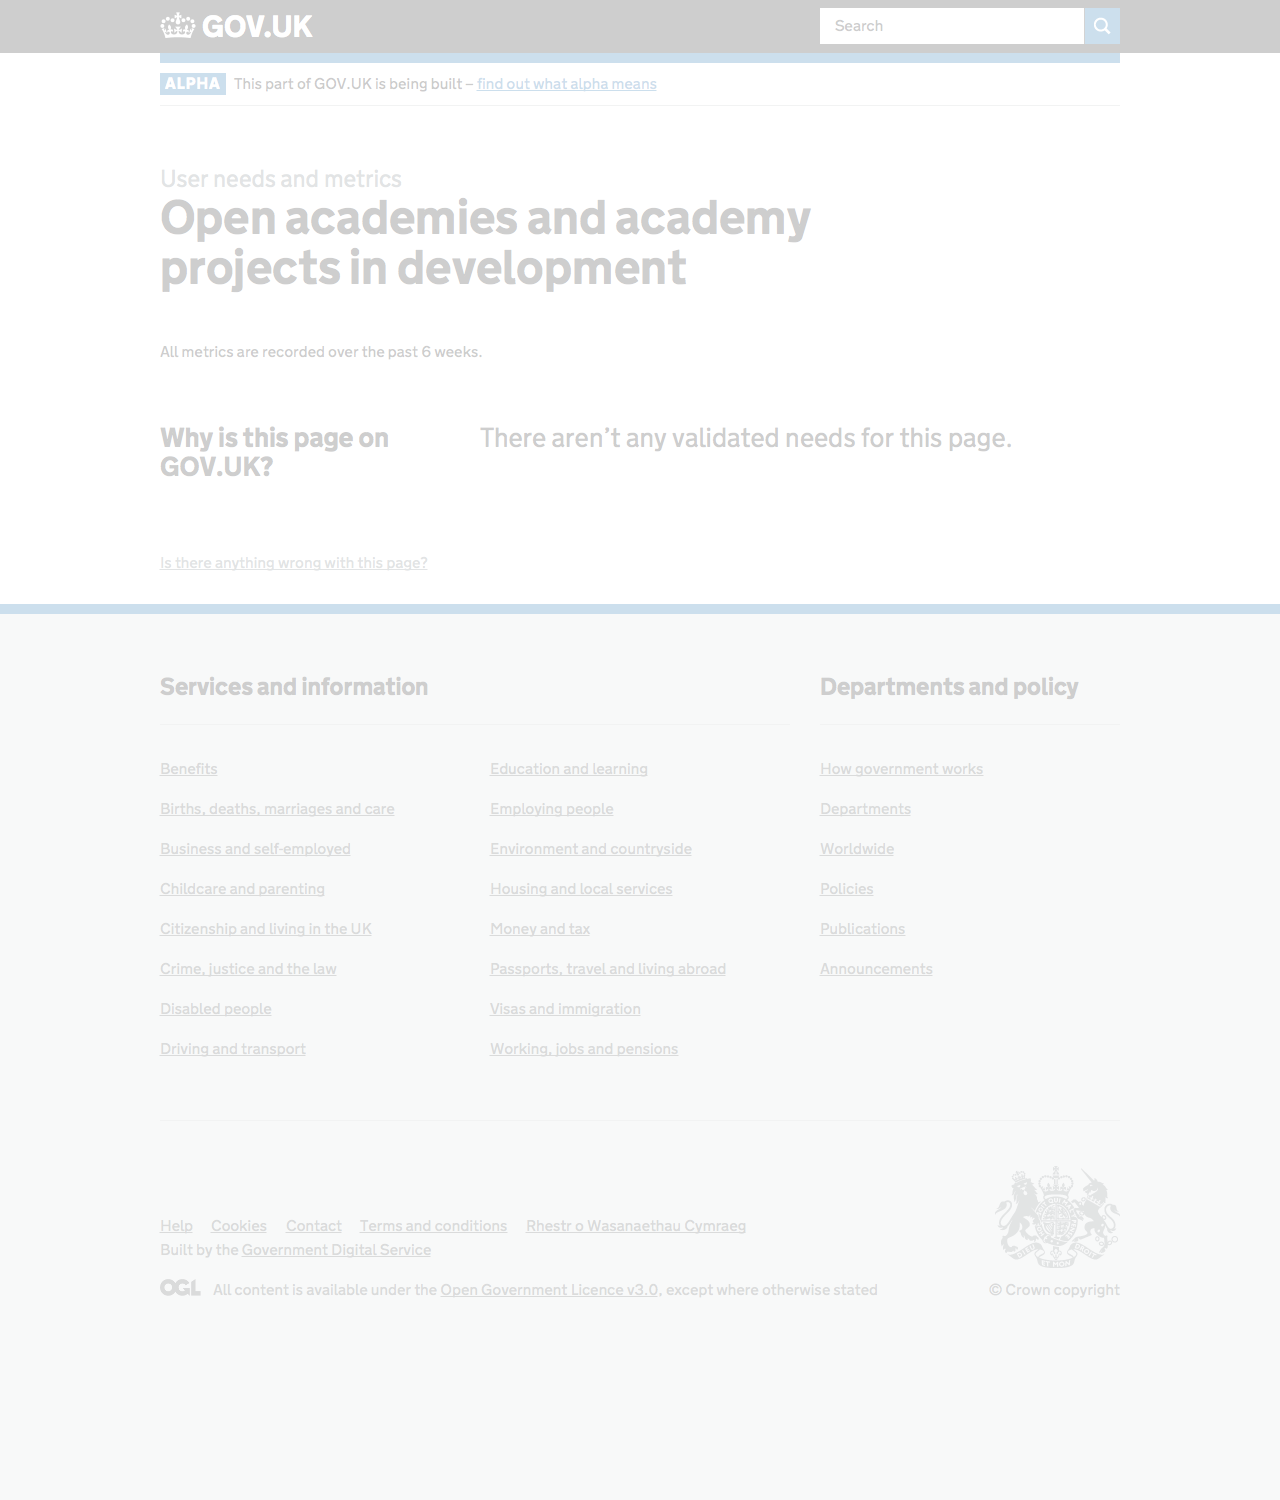 GOV.UK
Search
ALPHA This part of GOV.UK is being built – find out what alpha means
User needs and metrics
Open academies and academy
projects in development
All metrics are recorded over the past 6 weeks.
Why is this page on
GOV.UK?
There aren’t any validated needs for this page.
Is there anything wrong with this page?
Services and information
Benefits
Births, deaths, marriages and care
Business and self-employed
Childcare and parenting
Citizenship and living in the UK
Crime, justice and the law
Disabled people
Driving and transport
Education and learning
Employing people
Environment and countryside
Housing and local services
Money and tax
Passports, travel and living abroad
Visas and immigration
Working, jobs and pensions
Departments and policy
How government works
Departments
Worldwide
Policies
Publications
Announcements
Help Cookies Contact Terms and conditions Rhestr o Wasanaethau Cymraeg
Built by the Government Digital Service
OGL All content is available under the Open Government Licence v3.0, except where otherwise stated
© Crown copyright